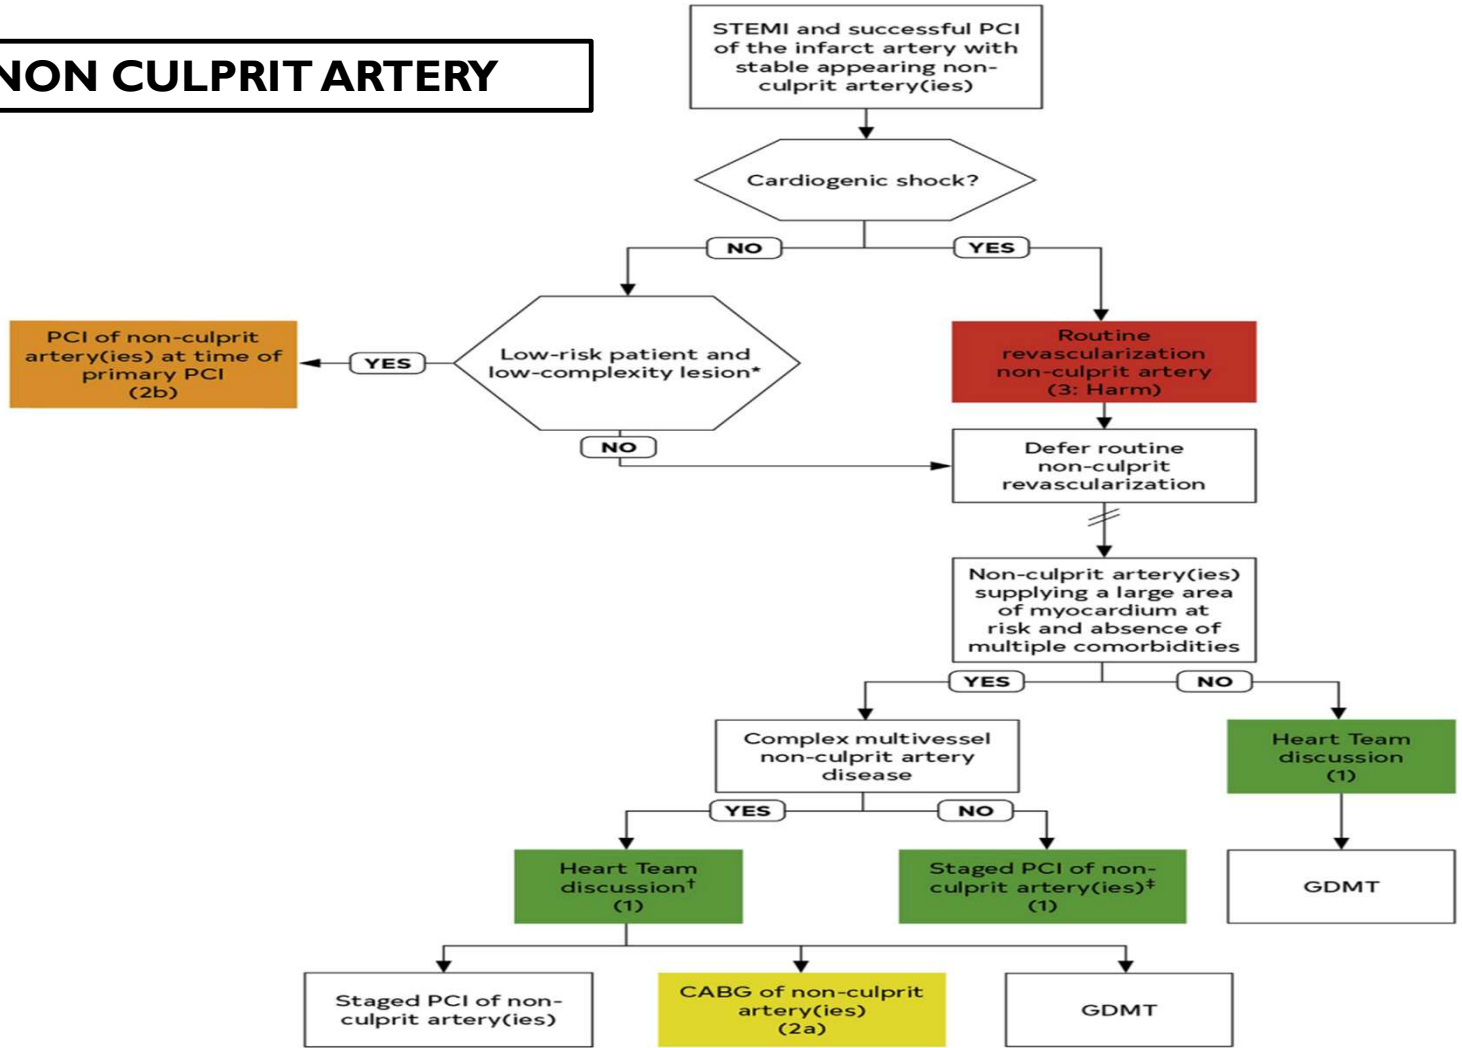 NON CULPRIT ARTERY
STEMI and successful PCI
of the infarct artery with
stable appearing non-
culprit artery(ies)
Cardiogenic shock?
NO
YES
PCI of non-culprit
artery(ies) at time of
primary PCI
(2b)
YES
Low-risk patient and
low-complexity lesion*
Routine
revascularization
non-culprit artery
(3: Harm)
NO
Defer routine
non-culprit
revascularization
Non-culprit artery(ies)
supplying a large area
of myocardium at
risk and absence of
multiple comorbidities
YES
NO
Complex multivessel
non-culprit artery
disease
Heart Team
discussion
(1)
YES
NO
Heart Team
discussion†
(1)
Staged PCI of non-
culprit artery(ies)‡
(1)
GDMT
Staged PCI of non-
culprit artery(ies)
CABG of non-culprit
artery(ies)
(2a)
GDMT